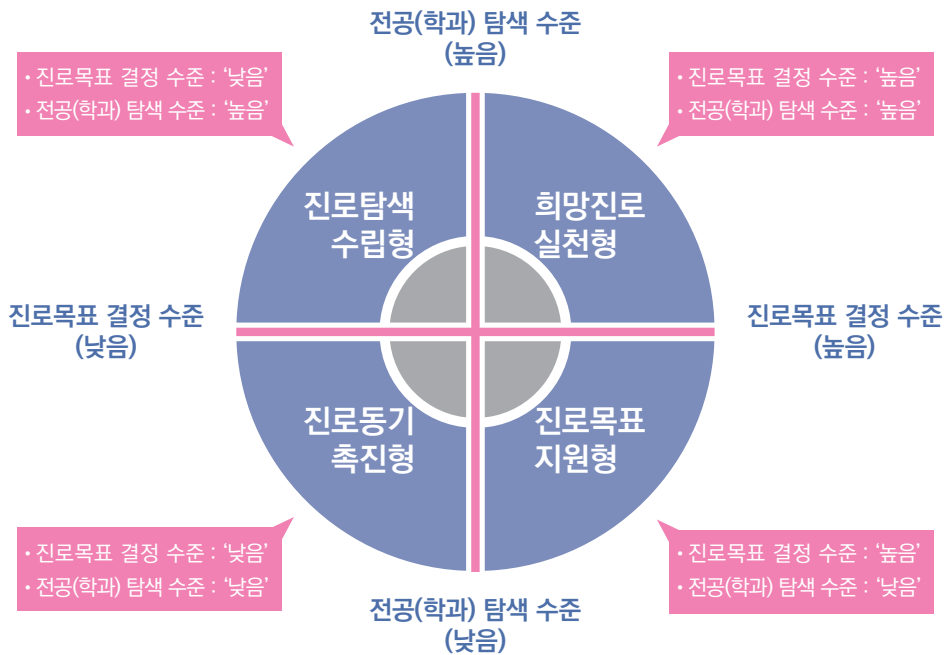 전공(학과) 탐색 수준
(높음)
• 진로목표 결정 수준 : ‘낮음’
• 전공(학과) 탐색 수준 : ‘높음’
• 진로목표 결정 수준 : ‘높음’
• 전공(학과) 탐색 수준 : ‘높음’
진로탐색
수립형
희망진로
실천형
진로목표 결정 수준
(낮음)
진로목표 결정 수준
(높음)
진로동기
촉진형
진로목표
지원형
• 진로목표 결정 수준 : ‘낮음’
• 전공(학과) 탐색 수준 : ‘낮음’
• 진로목표 결정 수준 : ‘높음’
• 전공(학과) 탐색 수준 : ‘낮음’
전공(학과) 탐색 수준
(낮음)